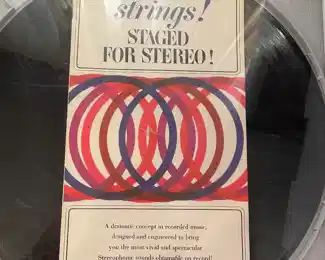 strings!
STAGED
FOR STEREO!
A dramatic concept in recorded music,
designed and engineered to bring
you the most vivid and spectacular
Stereophonic sounds obtainable on record!